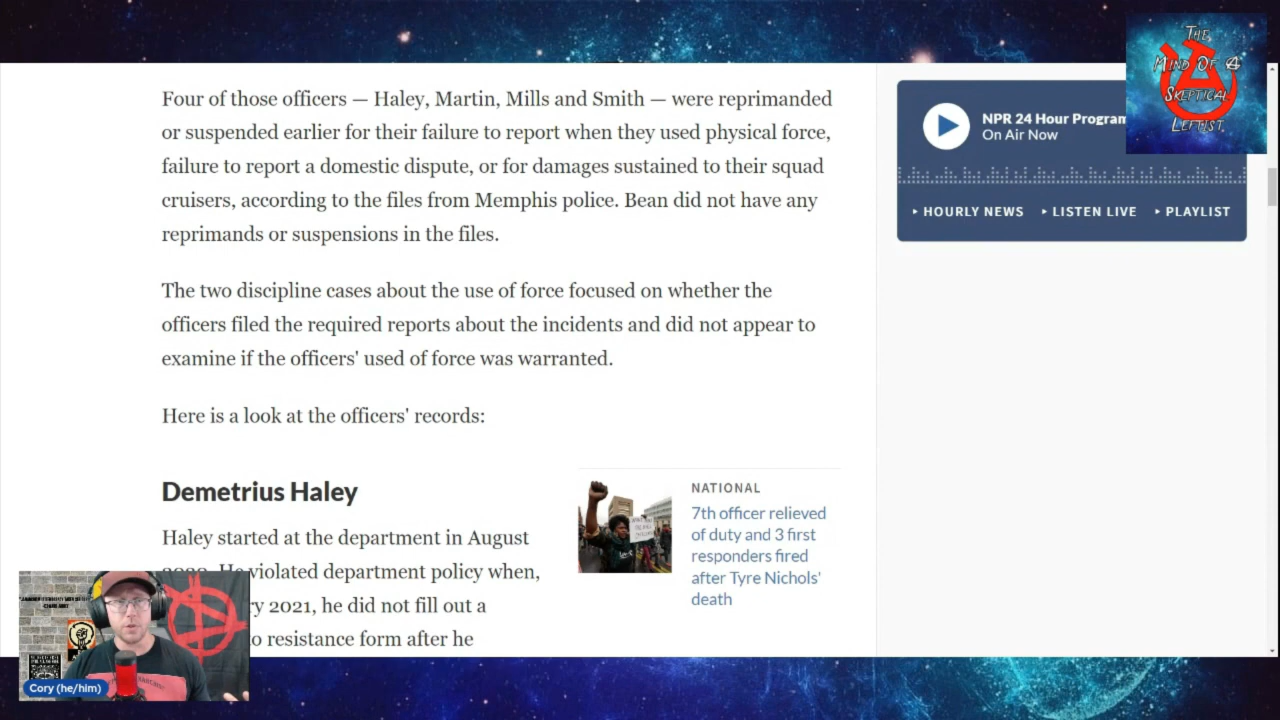 Four of those officers — Haley, Martin, Mills and Smith — were reprimanded
or suspended earlier for their failure to report when they used physical force,
failure to report a domestic dispute, or for damages sustained to their squad
cruisers, according to the files from Memphis police. Bean did not have any
reprimands or suspensions in the files.
The two discipline cases about the use of force focused on whether the
officers filed the required reports about the incidents and did not appear to
examine if the officers' used of force was warranted.
Here is a look at the officers' records:
Demetrius Haley
Haley started at the department in August
He violated department policy when,
2021, he did not fill out a
resistance form after he
NATIONAL
7th officer relieved
of duty and 3 first
responders fired
after Tyre Nichols'
death
NPR 24 Hour Program
On Air Now
HOURLY NEWS
LISTEN LIVE
PLAYLIST
The
Mind Of A
Skeptical
Leftist
Cory (he/him)